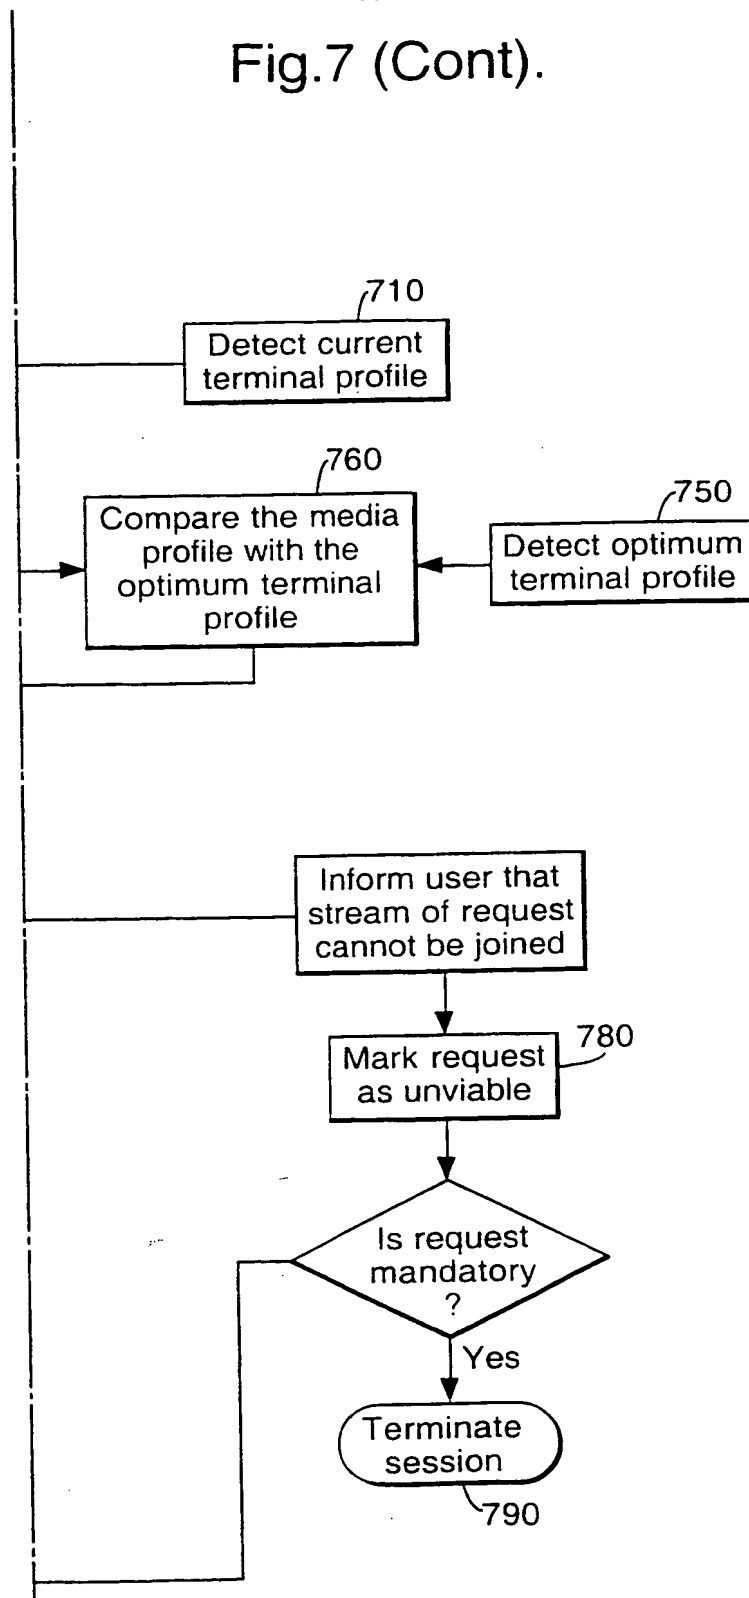 Fig.7 (Cont).
710
Detect current
terminal profile
760
Compare the media
profile with the
optimum terminal
profile
750
Detect optimum
terminal profile
Inform user that
stream of request
cannot be joined
780
Mark request
as unviable
Is request
mandatory
?
Yes
Terminate
session
790